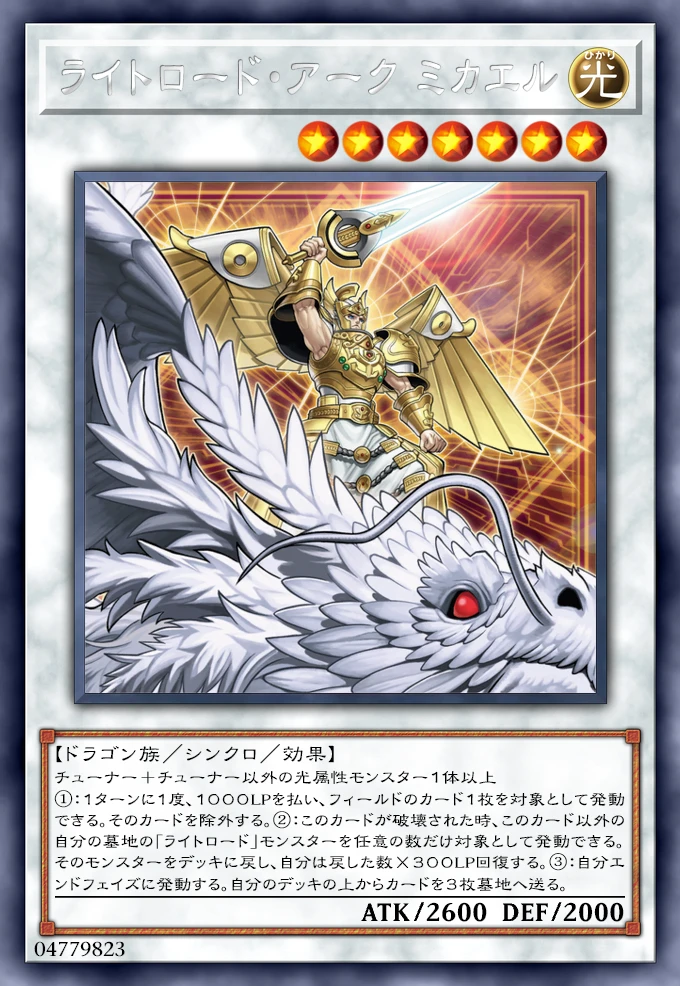 ライトロード・アーク ミカエル
ひかり
光
【ドラゴン族／シンクロ／効果】
チューナー＋チューナー以外の光属性モンスター１体以上
①：１ターンに１度、１０００LPを払い、フィールドのカード１枚を対象として発動
できる。そのカードを除外する。②：このカードが破壊された時、このカード以外の
自分の墓地の「ライトロード」モンスターを任意の数だけ対象として発動できる。
そのモンスターをデッキに戻し、自分は戻した数×３００LP回復する。③：自分エ
ンドフェイズに発動する。自分のデッキの上からカードを３枚墓地へ送る。
ATK/2600 DEF/2000
04779823